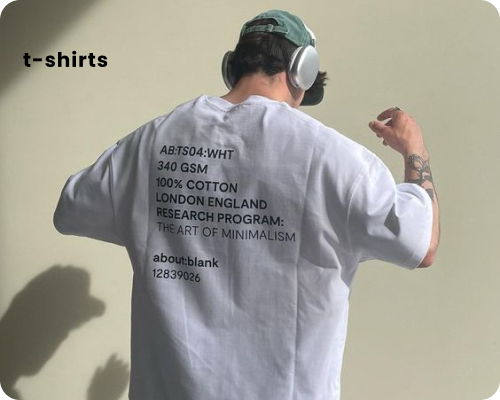 t-shirts
AB:TS04:WHT
340 GSM
100% COTTON
LONDON ENGLAND
RESEARCH PROGRAM:
THE ART OF MINIMALISM
about:blank
12839026